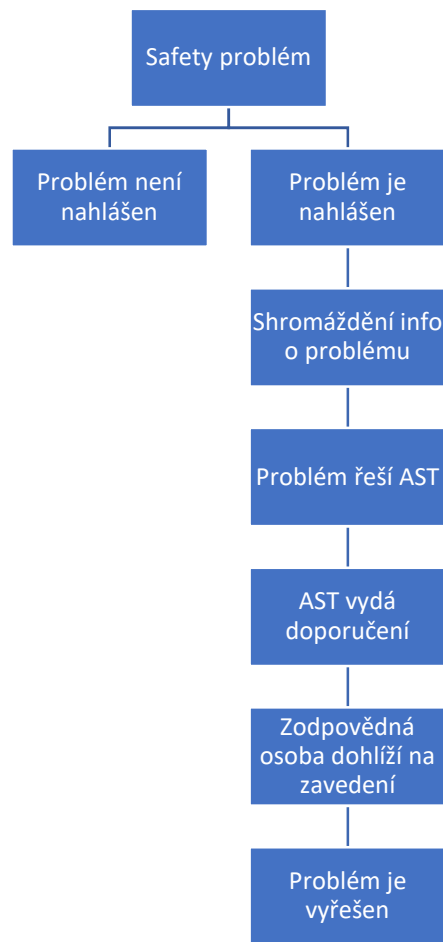 Safety problém
Problém není
nahlášen
Problém je
nahlášen
Shromáždění info
o problému
Problém řeší AST
AST vydá
doporučení
Zodpovědná
osoba dohlíží na
zavedení
Problém je
vyřešen